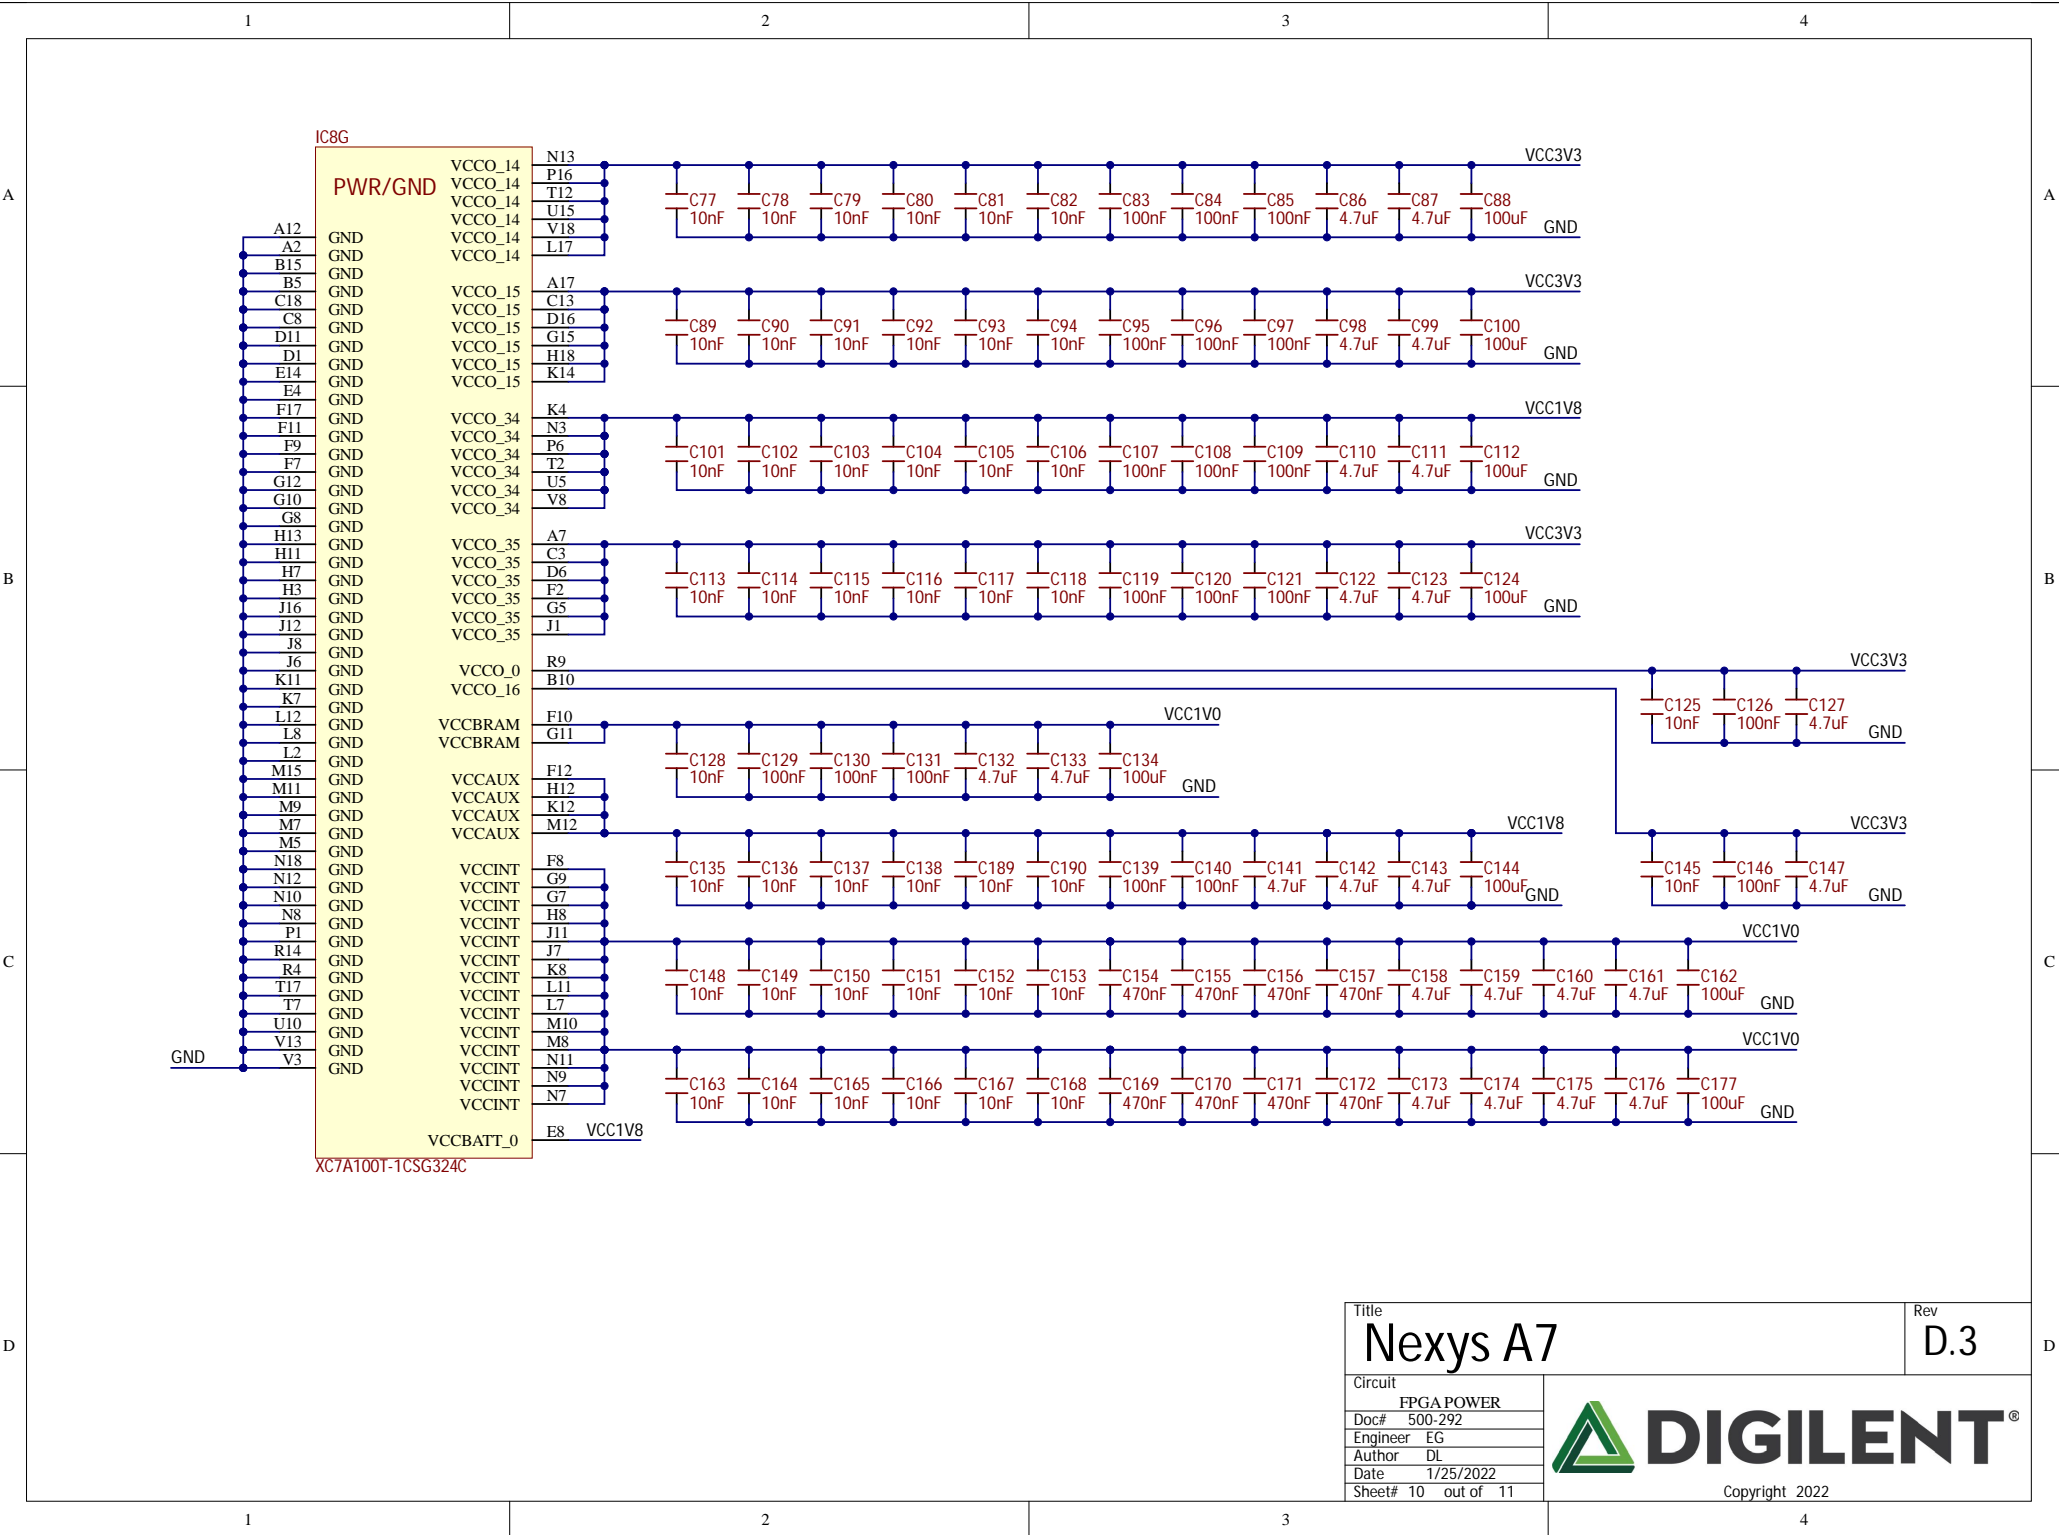 1 2 3 4
A A
B B
C C
D D
IC8G
PWR/GND
A12 GND
A2 GND
B15 GND
B5 GND
C18 GND
C8 GND
D11 GND
D1 GND
E14 GND
E4 GND
F17 GND
F11 GND
F9 GND
F7 GND
G12 GND
G10 GND
G8 GND
H13 GND
H11 GND
H7 GND
H3 GND
J16 GND
J12 GND
J8 GND
J6 GND
K11 GND
K7 GND
L12 GND
L8 GND
L2 GND
M15 GND
M11 GND
M9 GND
M7 GND
M5 GND
N18 GND
N12 GND
N10 GND
N8 GND
P1 GND
R14 GND
R4 GND
T17 GND
T7 GND
U10 GND
V13 GND
GND V3 GND
VCCO_14 N13
VCCO_14 P16
VCCO_14 T12
VCCO_14 U15
VCCO_14 V18
VCCO_14 L17
VCCO_15 A17
VCCO_15 C13
VCCO_15 D16
VCCO_15 G15
VCCO_15 H18
VCCO_15 K14
VCCO_34 K4
VCCO_34 N3
VCCO_34 P6
VCCO_34 T2
VCCO_34 U5
VCCO_34 V8
VCCO_35 A7
VCCO_35 C3
VCCO_35 D6
VCCO_35 F2
VCCO_35 G5
VCCO_35 J1
VCCO_0 R9
VCCO_16 B10
VCCBRAM F10
VCCBRAM G11
VCCAUX F12
VCCAUX H12
VCCAUX K12
VCCAUX M12
VCCINT F8
VCCINT G9
VCCINT G7
VCCINT H8
VCCINT J11
VCCINT J7
VCCINT K8
VCCINT L11
VCCINT L7
VCCINT M10
VCCINT M8
VCCINT N11
VCCINT N9
VCCINT N7
VCCBATT_0 E8 VCC1V8
XC7A100T-1CSG324C
VCC3V3
C77 C78 C79 C80 C81 C82 C83 C84 C85 C86 C87 C88
10nF 10nF 10nF 10nF 10nF 10nF 100nF 100nF 100nF 4.7uF 4.7uF 100uF
GND
VCC3V3
C89 C90 C91 C92 C93 C94 C95 C96 C97 C98 C99 C100
10nF 10nF 10nF 10nF 10nF 10nF 100nF 100nF 100nF 4.7uF 4.7uF 100uF
GND
VCC1V8
C101 C102 C103 C104 C105 C106 C107 C108 C109 C110 C111 C112
10nF 10nF 10nF 10nF 10nF 10nF 100nF 100nF 100nF 4.7uF 4.7uF 100uF
GND
VCC3V3
C113 C114 C115 C116 C117 C118 C119 C120 C121 C122 C123 C124
10nF 10nF 10nF 10nF 10nF 10nF 100nF 100nF 100nF 4.7uF 4.7uF 100uF
GND
VCC3V3
C125 C126 C127
10nF 100nF 4.7uF
GND
VCC1V0
C128 C129 C130 C131 C132 C133 C134
10nF 100nF 100nF 100nF 4.7uF 4.7uF 100uF
GND
VCC1V8
C135 C136 C137 C138 C189 C190 C139 C140 C141 C142 C143 C144
10nF 10nF 10nF 10nF 10nF 10nF 100nF 100nF 4.7uF 4.7uF 4.7uF 100uF
GND
VCC3V3
C145 C146 C147
10nF 100nF 4.7uF
GND
VCC1V0
C148 C149 C150 C151 C152 C153 C154 C155 C156 C157 C158 C159 C160 C161 C162
10nF 10nF 10nF 10nF 10nF 10nF 470nF 470nF 470nF 470nF 4.7uF 4.7uF 4.7uF 4.7uF 100uF
GND
VCC1V0
C163 C164 C165 C166 C167 C168 C169 C170 C171 C172 C173 C174 C175 C176 C177
10nF 10nF 10nF 10nF 10nF 10nF 470nF 470nF 470nF 470nF 4.7uF 4.7uF 4.7uF 4.7uF 100uF
GND
Title
Nexys A7
Rev
D.3
Circuit
FPGA POWER
Doc# 500-292
Engineer EG
Author DL
Date 1/25/2022
Sheet# 10 out of 11
DIGILENT®
Copyright 2022
1 2 3 4